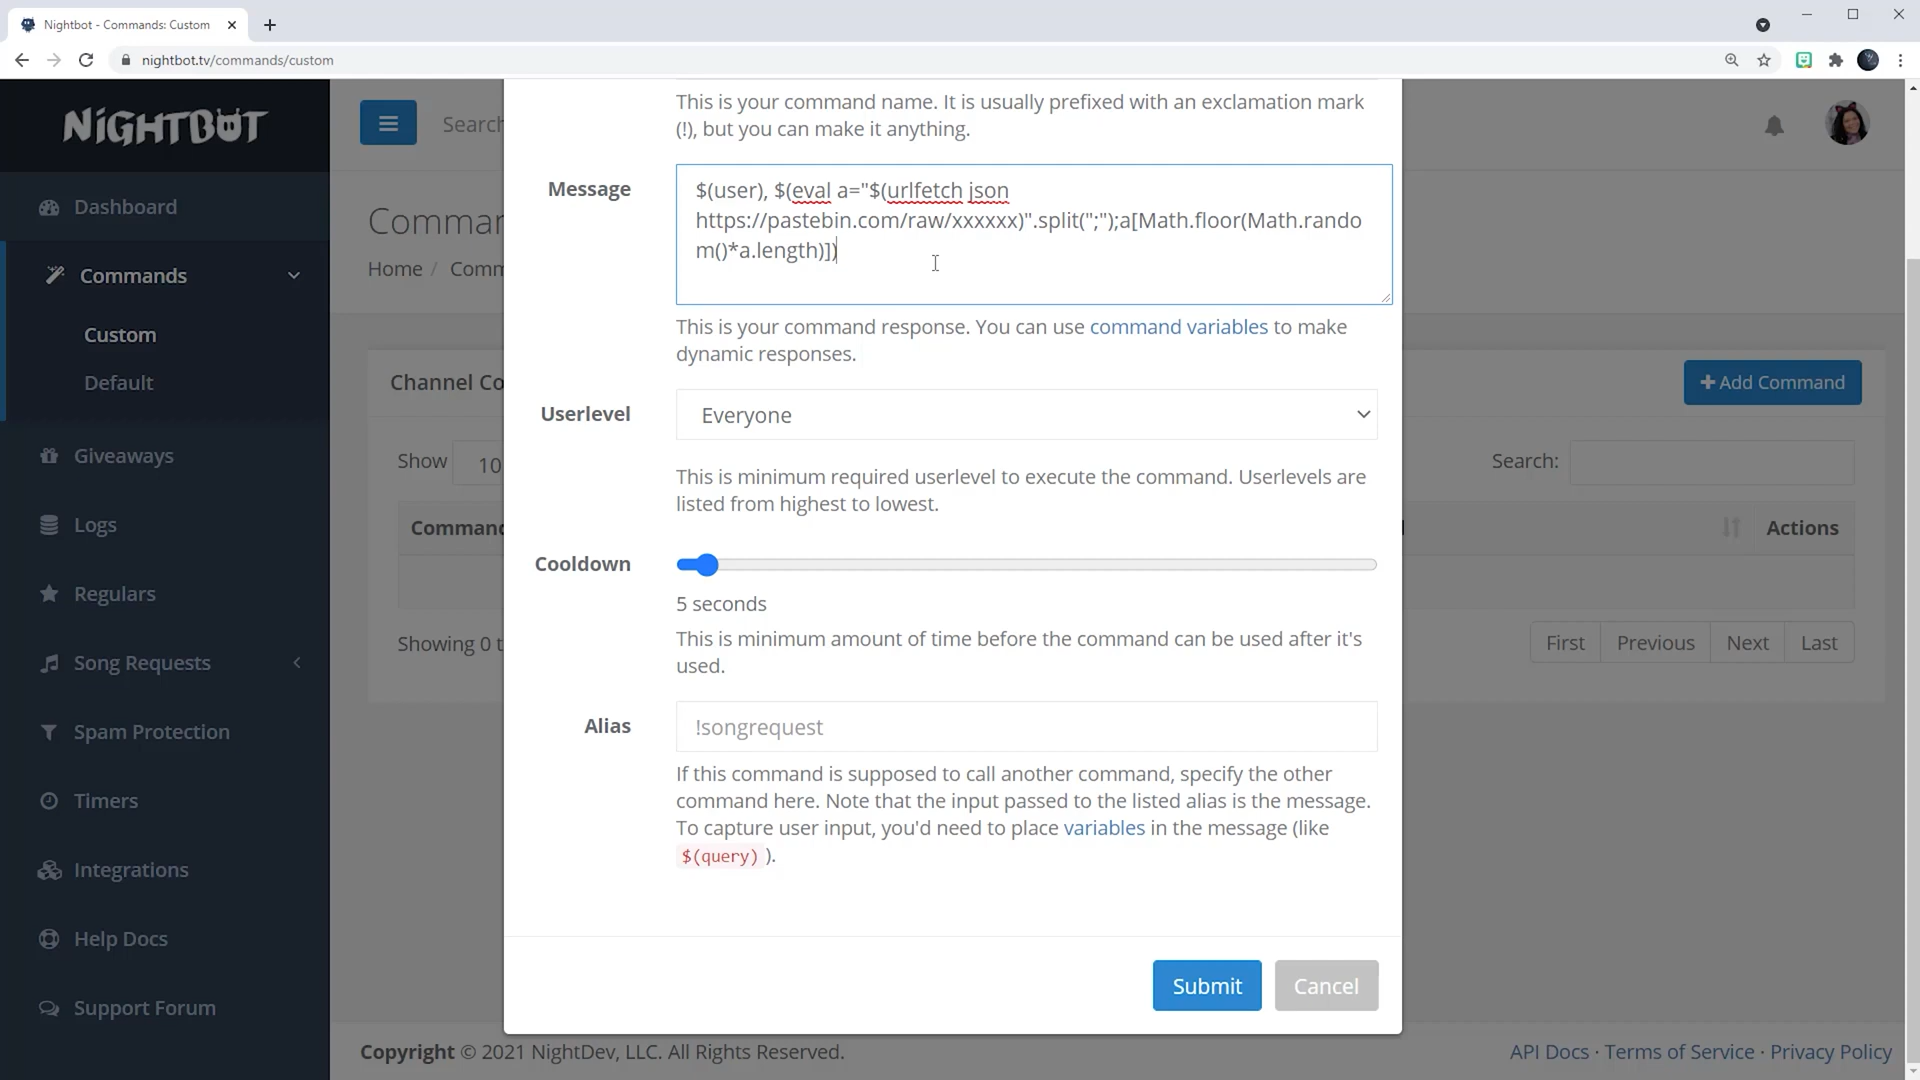 Nightbot - Commands: Custom
nightbot.tv/commands/custom
NiGHTBOT
Search
Dashboard
Commands
Custom
Default
Giveaways
Logs
Regulars
Song Requests
Spam Protection
Timers
Integrations
Help Docs
Support Forum
Home / Comm
Channel Co
Show 10
Showing 0 t
This is your command name. It is usually prefixed with an exclamation mark
(!), but you can make it anything.
Message
$(user), $(eval a="$(urlfetch json
https://pastebin.com/raw/xxxxxx)".split(";");a[Math.floor(Math.rando
m()*a.length)])
This is your command response. You can use command variables to make
dynamic responses.
Userlevel
Everyone
This is minimum required userlevel to execute the command. Userlevels are
listed from highest to lowest.
Cooldown
5 seconds
This is minimum amount of time before the command can be used after it's
used.
Alias
!songrequest
If this command is supposed to call another command, specify the other
command here. Note that the input passed to the listed alias is the message.
To capture user input, you'd need to place variables in the message (like
$(query) ).
Submit
Cancel
Add Command
Search:
Actions
First Previous Next Last
Copyright © 2021 NightDev, LLC. All Rights Reserved.
API Docs · Terms of Service · Privacy Policy